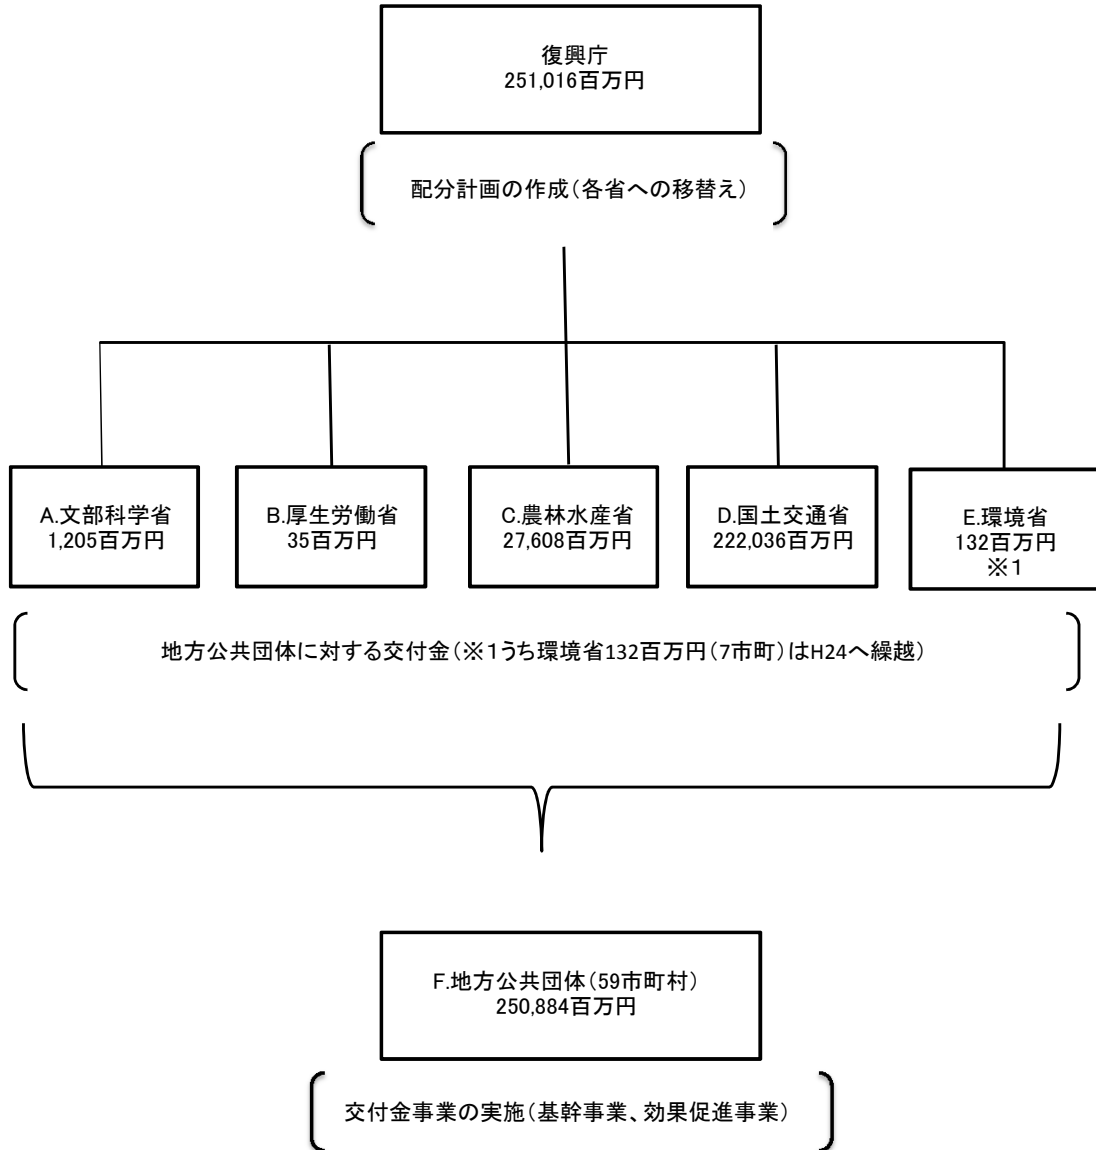 復興庁
251,016百万円
配分計画の作成(各省への移替え)
A.文部科学省
1,205百万円
B.厚生労働省
35百万円
C.農林水産省
27,608百万円
D.国土交通省
222,036百万円
E.環境省
132百万円
※1
地方公共団体に対する交付金(※1うち環境省132百万円(7市町)はH24へ繰越)
F.地方公共団体(59市町村)
250,884百万円
交付金事業の実施(基幹事業、効果促進事業)